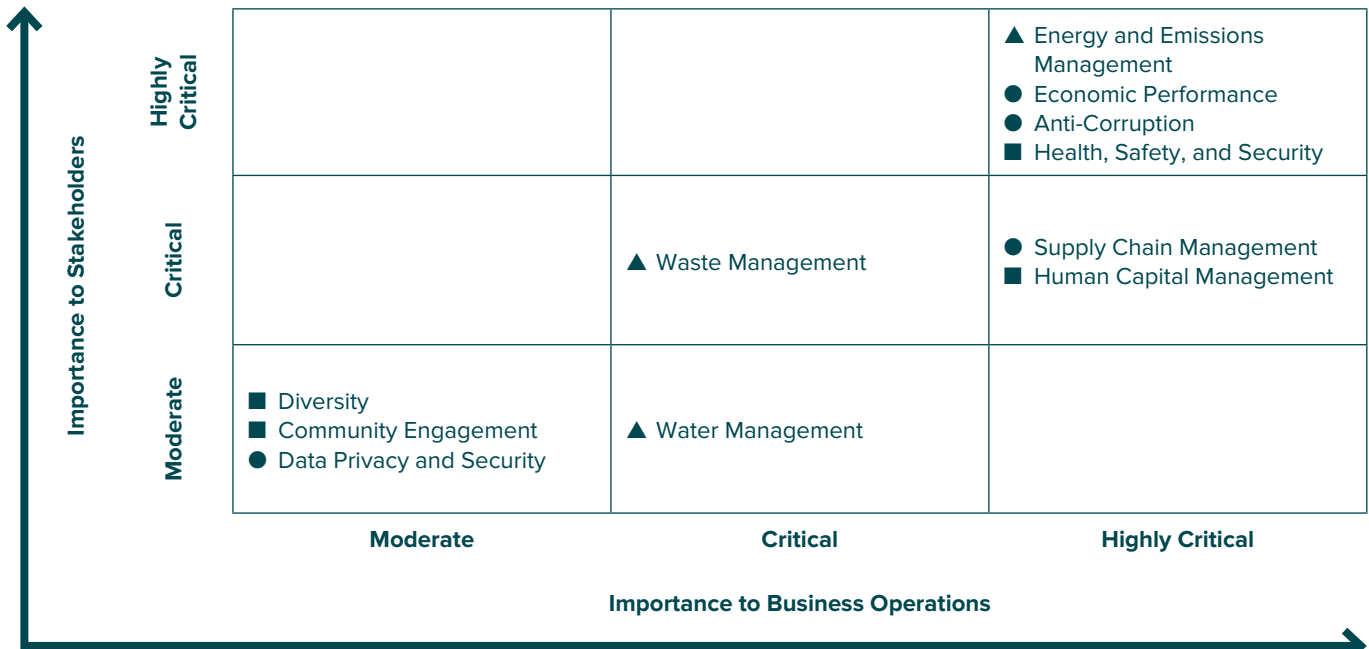 Importance to Stakeholders
Highly
Critical
▲ Energy and Emissions
Management
● Economic Performance
● Anti-Corruption
■ Health, Safety, and Security
Critical
▲ Waste Management
● Supply Chain Management
■ Human Capital Management
Moderate
■ Diversity
■ Community Engagement
● Data Privacy and Security
▲ Water Management
Moderate
Critical
Highly Critical
Importance to Business Operations